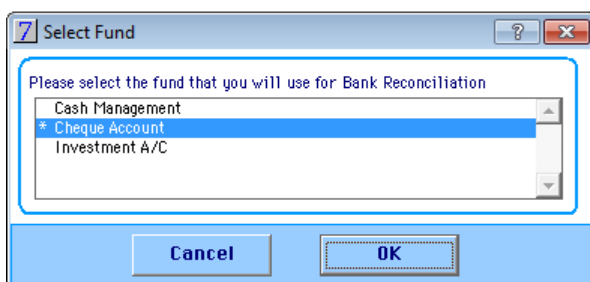 7 Select Fund
Please select the fund that you will use for Bank Reconciliation
Cash Management
* Cheque Account
Investment A/C
Cancel OK